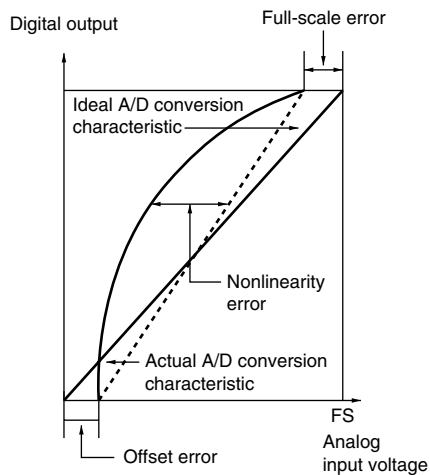 Full-scale error
Digital output
Ideal A/D conversion
characteristic
Nonlinearity
error
Actual A/D conversion
characteristic
FS
Analog
input voltage
Offset error